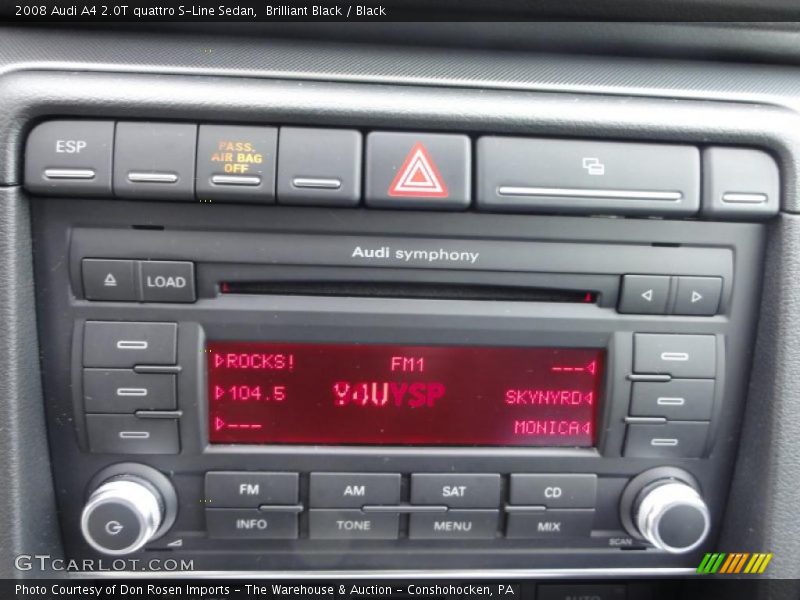 2008 Audi A4 2.0T quattro S-Line Sedan, Brilliant Black / Black
ESP
PASS.
AIR BAG
OFF
Audi symphony
LOAD
ROCKS! FM1 ---
104.5 SKYNYRD
--- MONICA
FM AM SAT CD
INFO TONE MENU MIX
SCAN
GTCARLOT.COM
Photo Courtesy of Don Rosen Imports - The Warehouse & Auction - Conshohocken, PA